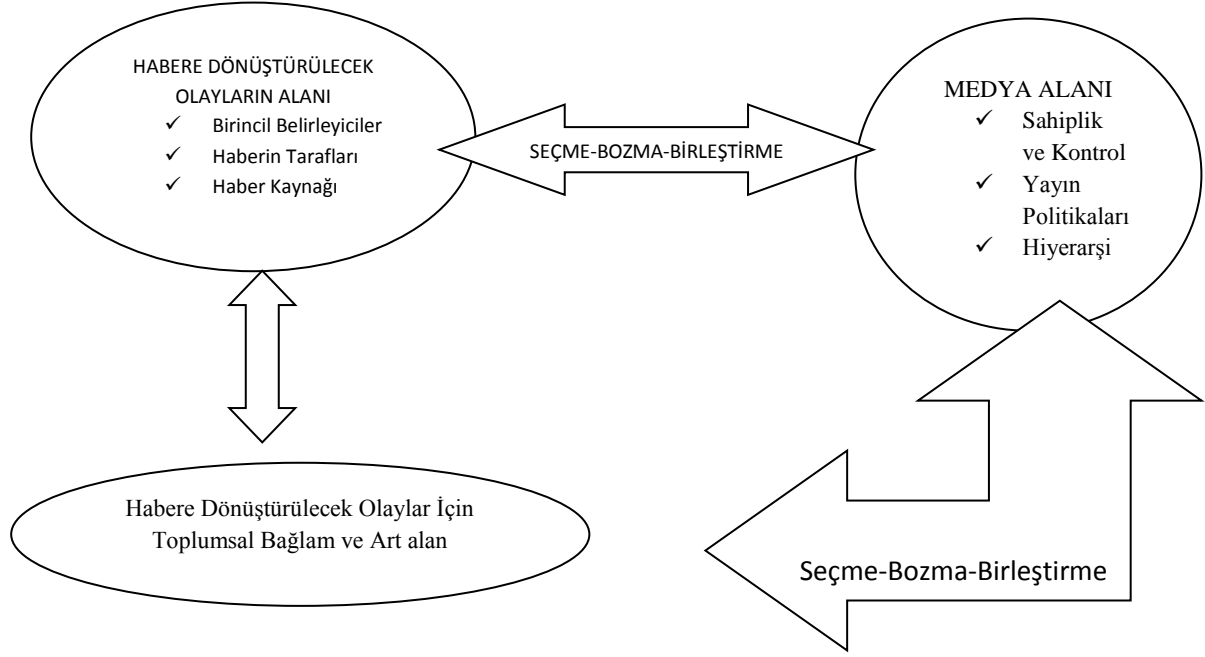 HABERE DÖNÜŞTÜRÜLECEK
OLAYLARIN ALANI
✓ Birincil Belirleyiciler
✓ Haberin Tarafları
✓ Haber Kaynağı
SEÇME-BOZMA-BİRLEŞTİRME
MEDYA ALANI
✓ Sahiplik
ve Kontrol
✓ Yayın
Politikaları
✓ Hiyerarşi
Habere Dönüştürülecek Olaylar İçin
Toplumsal Bağlam ve Art alan
Seçme-Bozma-Birleştirme